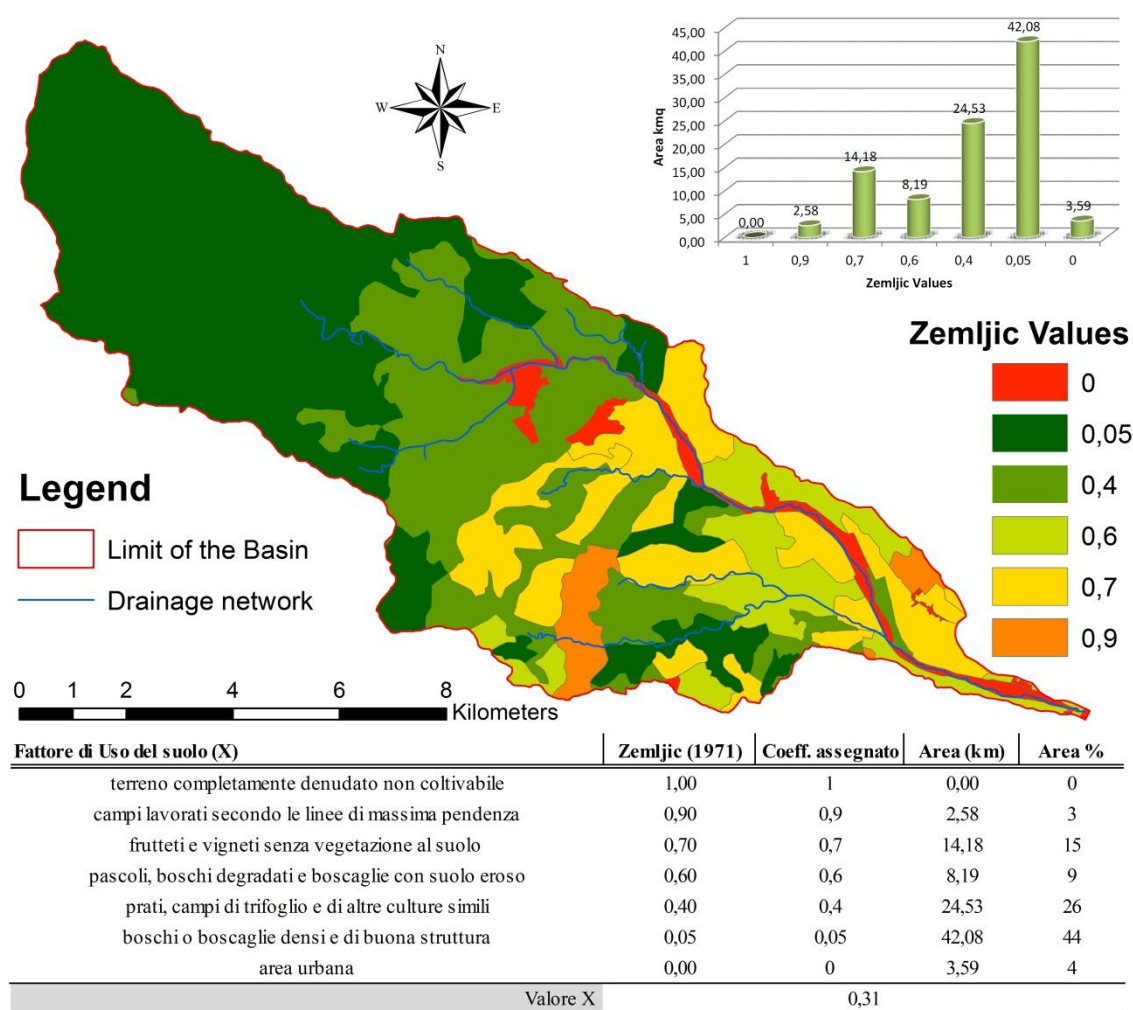 N
W E
S
Area kmq
45,00
40,00
35,00
30,00
25,00
20,00
15,00
10,00
5,00
0,00
0,00
2,58
14,18
8,19
24,53
42,08
3,59
1 0,9 0,7 0,6 0,4 0,05 0
Zemljic Values
Zemljic Values
0
0,05
0,4
0,6
0,7
0,9
Legend
Limit of the Basin
Drainage network
0 1 2 4 6 8
Kilometers
Fattore di Uso del suolo (X) Zemljic (1971) Coeff. assegnato Area (km) Area %
terreno completamente denudato non coltivabile 1,00 1 0,00 0
campi lavorati secondo le linee di massima pendenza 0,90 0,9 2,58 3
frutteti e vigneti senza vegetazione al suolo 0,70 0,7 14,18 15
pascoli, boschi degradati e boscaglie con suolo eroso 0,60 0,6 8,19 9
prati, campi di trifoglio e di altre culture simili 0,40 0,4 24,53 26
boschi o boscaglie densi e di buona struttura 0,05 0,05 42,08 44
area urbana 0,00 0 3,59 4
Valore X 0,31